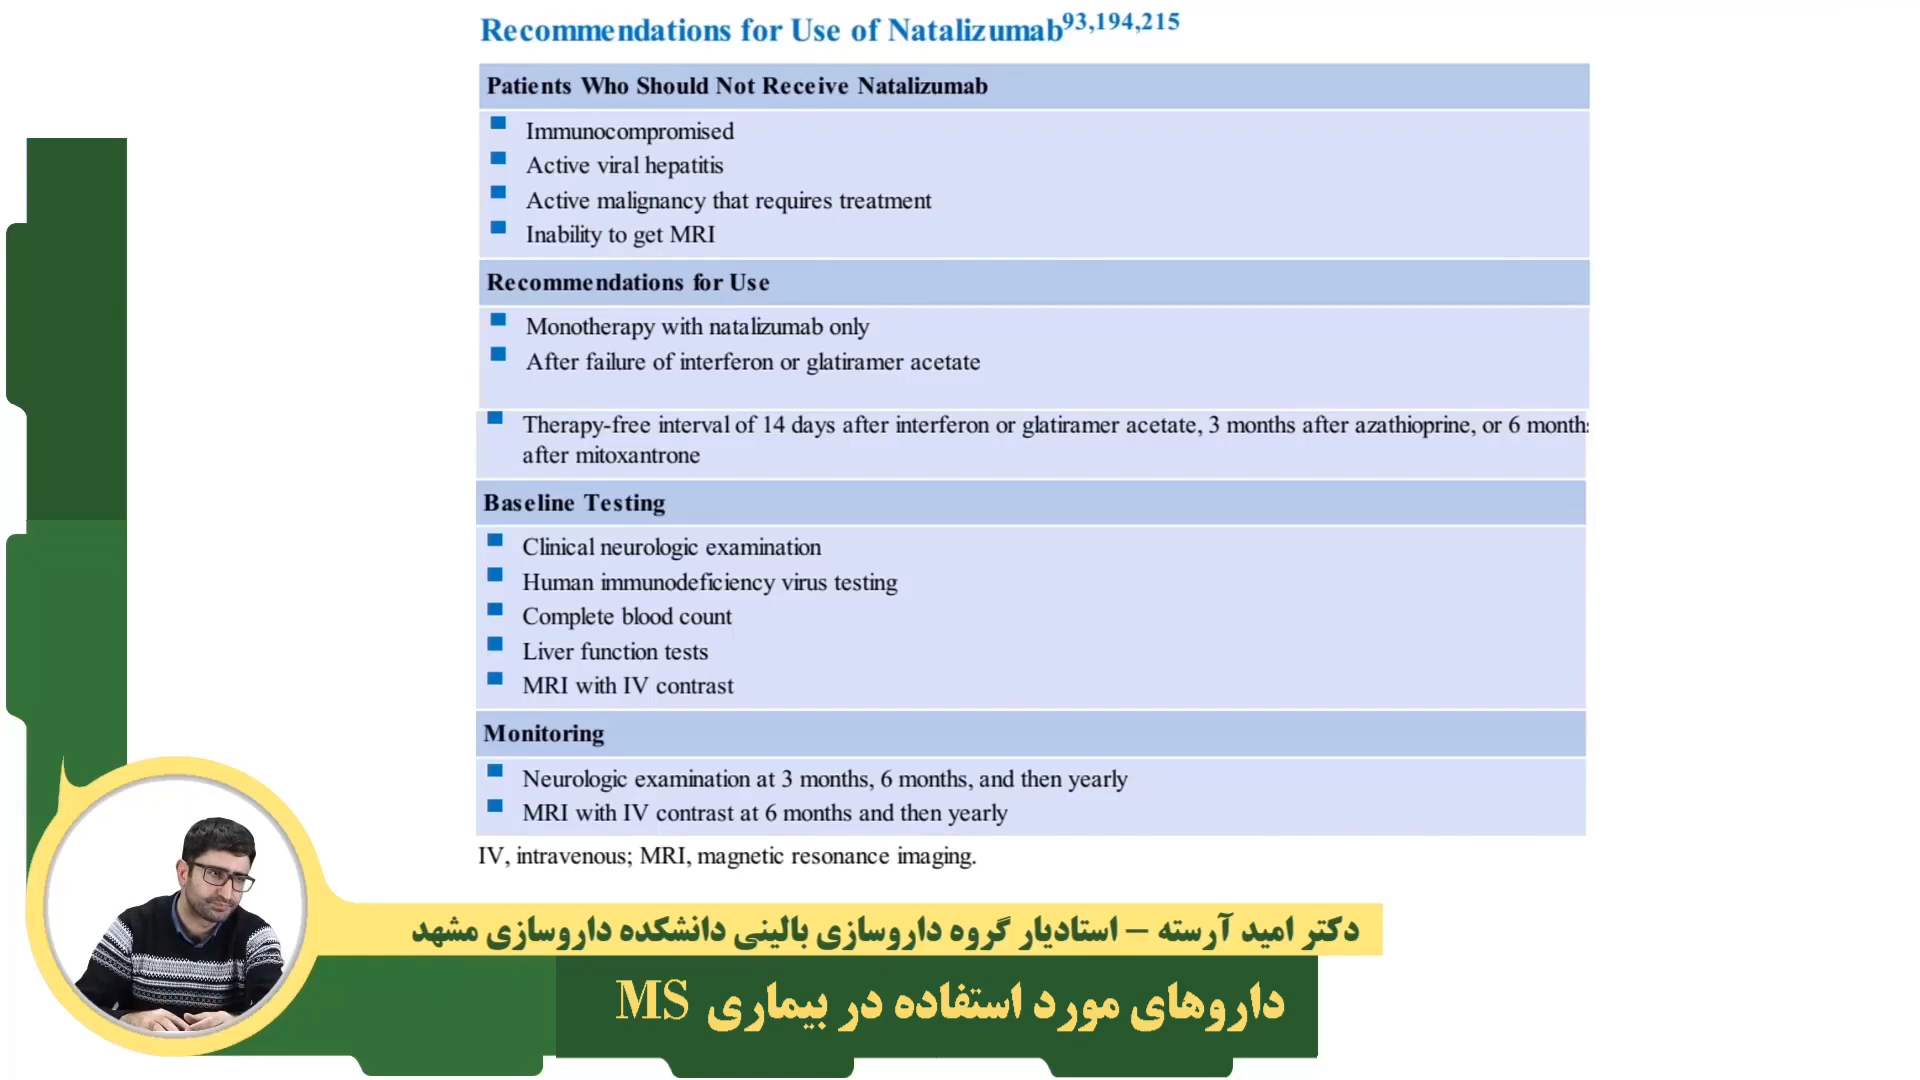 Recommendations for Use of Natalizumab93,194,215
Patients Who Should Not Receive Natalizumab
Immunocompromised
Active viral hepatitis
Active malignancy that requires treatment
Inability to get MRI
Recommendations for Use
Monotherapy with natalizumab only
After failure of interferon or glatiramer acetate
Therapy-free interval of 14 days after interferon or glatiramer acetate, 3 months after azathioprine, or 6 months
after mitoxantrone
Baseline Testing
Clinical neurologic examination
Human immunodeficiency virus testing
Complete blood count
Liver function tests
MRI with IV contrast
Monitoring
Neurologic examination at 3 months, 6 months, and then yearly
MRI with IV contrast at 6 months and then yearly
IV, intravenous; MRI, magnetic resonance imaging.
دکتر امید آرسته – استادیار گروه داروسازی بالینی دانشکده داروسازی مشهد
داروهای مورد استفاده در بیماری MS